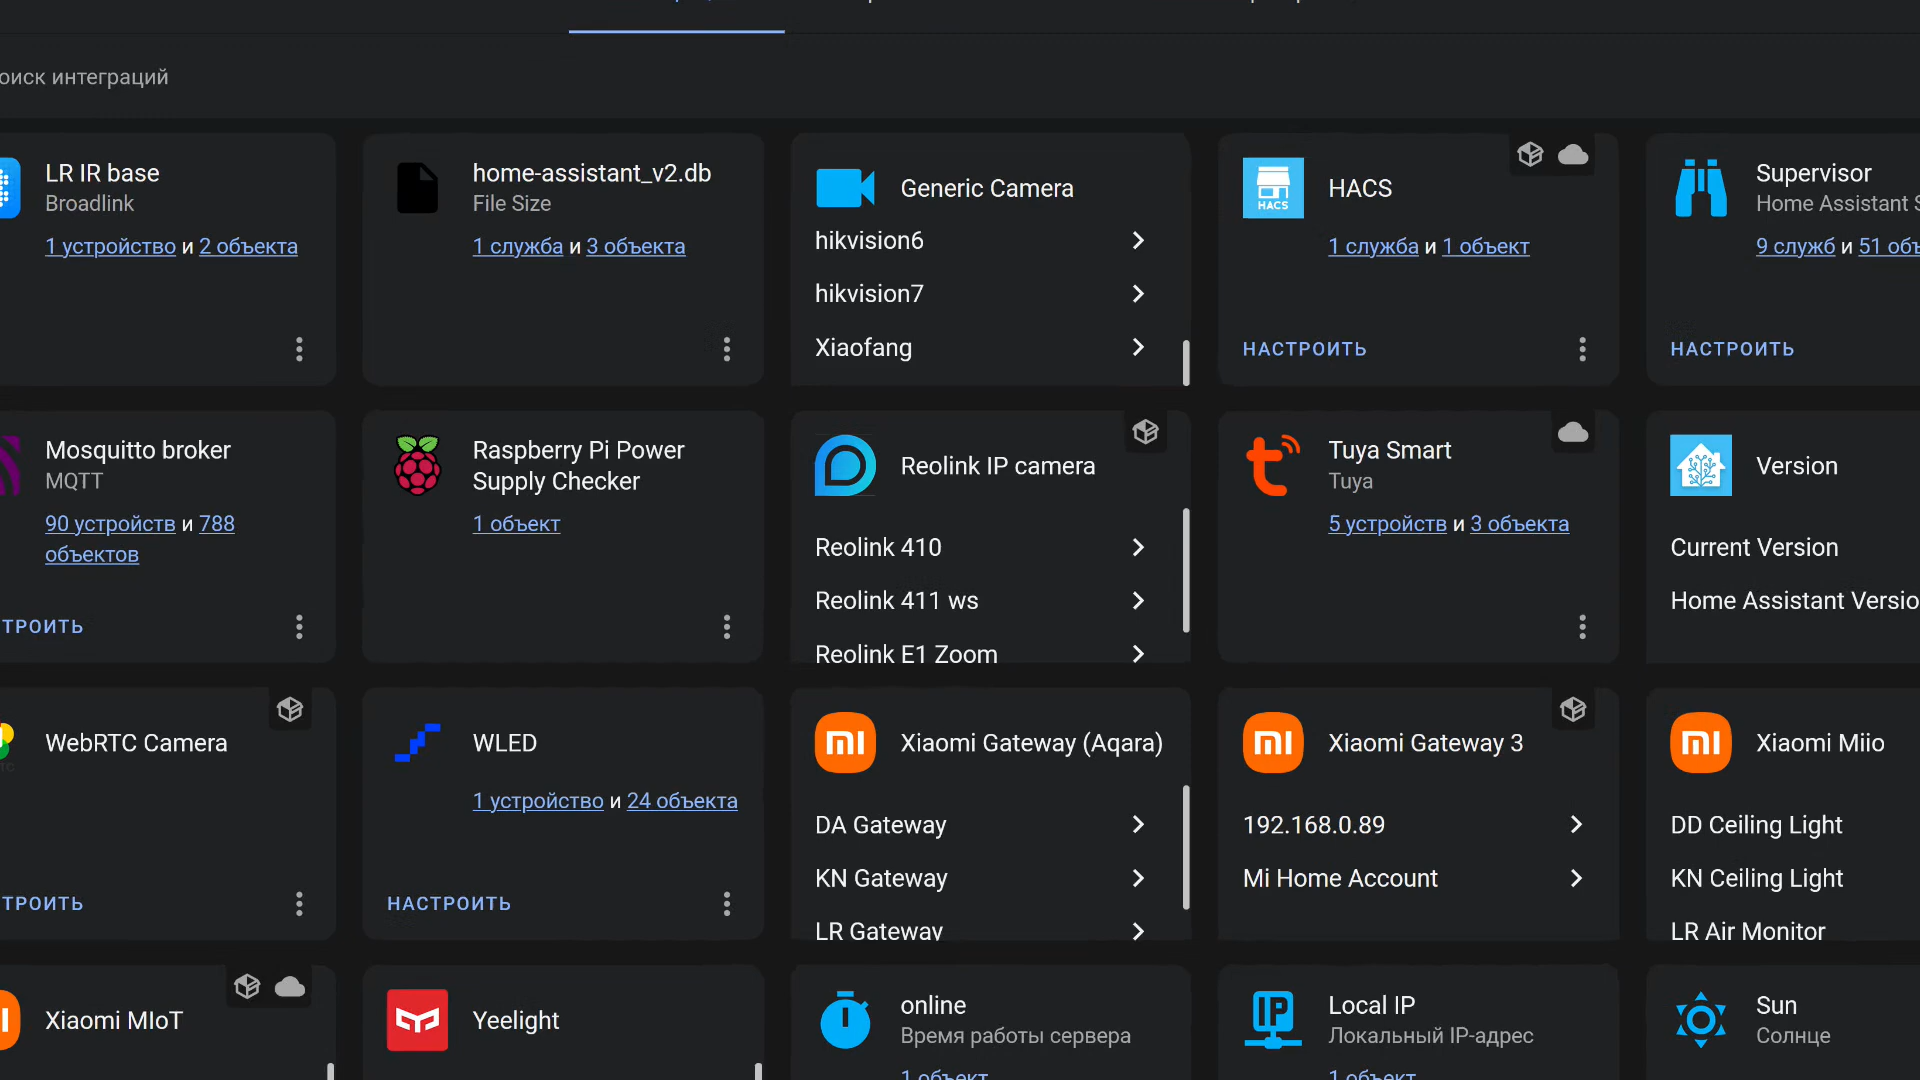 оиск интеграций
LR IR base
Broadlink
1 устройство и 2 объекта
home-assistant_v2.db
File Size
1 служба и 3 объекта
Generic Camera
hikvision6
hikvision7
Xiaofang
HACS
HACS
1 служба и 1 объект
НАСТРОИТЬ
Supervisor
Home Assistant S
9 служб и 51 объ
НАСТРОИТЬ
Mosquitto broker
MQTT
90 устройств и 788
объектов
ТРОИТЬ
Raspberry Pi Power
Supply Checker
1 объект
Reolink IP camera
Reolink 410
Reolink 411 ws
Reolink E1 Zoom
Tuya Smart
Tuya
5 устройств и 3 объекта
Version
Current Version
Home Assistant Versio
WebRTC Camera
ТРОИТЬ
WLED
1 устройство и 24 объекта
НАСТРОИТЬ
Xiaomi Gateway (Aqara)
DA Gateway
KN Gateway
LR Gateway
Xiaomi Gateway 3
192.168.0.89
Mi Home Account
Xiaomi Miio
DD Ceiling Light
KN Ceiling Light
LR Air Monitor
Xiaomi MIoT
Yeelight
online
Время работы сервера
1 объект
IP
Local IP
Локальный IP-адрес
1 объект
Sun
Солнце